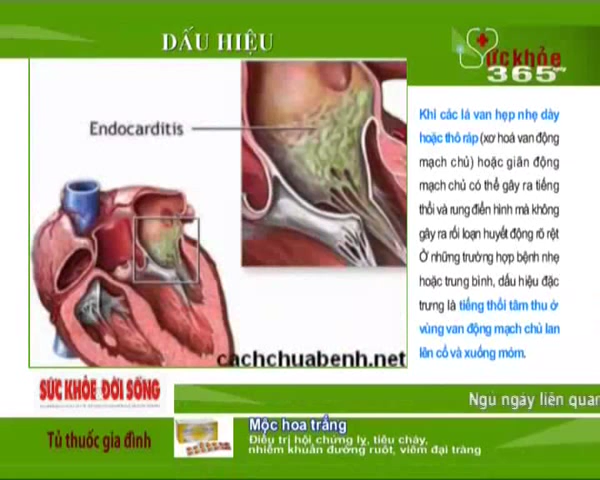 DẤU HIỆU
sức khỏe
365
Endocarditis
cachchuabenh.net
Khi các lá van hẹp nhẹ dày
hoặc thô ráp (xơ hoá van động
mạch chủ) hoặc giãn động
mạch chủ có thể gây ra tiếng
thổi và rung điển hình mà không
gây ra rối loạn huyết động rõ rệt
Ở những trường hợp bệnh nhẹ
hoặc trung bình, dấu hiệu đặc
trưng là tiếng thổi tâm thu ở
vùng van động mạch chủ lan
lên cổ và xuống mỏm.
SỨC KHỎE ĐỜI SỐNG
Ngủ ngáy liên quan
Tủ thuốc gia đình
Mộc hoa trắng
Điều trị hội chứng lỵ, tiêu chảy,
nhiễm khuẩn đường ruột, viêm đại tràng